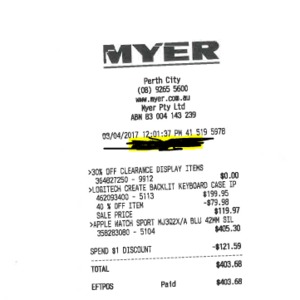 MYER
Perth City
(08) 9265 5600
www.myer.com.au
Myer Pty Ltd
ABN 83 004 143 239
03/04/2017 12:01:37 PM 41 519 5978
>30% OFF CLEARANCE DISPLAY ITEMS
364827250 - 9912 $0.00
>LOGITECH CREATE BACKLIT KEYBOARD CASE IP
462093400 - 5113 $199.95
40 % OFF ITEM -$79.98
SALE PRICE $119.97
>APPLE WATCH SPORT MJ3Q2X/A BLU 42MM SIL
358283080 - 5104 $405.30
SPEND $1 DISCOUNT -$121.59
TOTAL $403.68
EFTPOS Paid $403.68